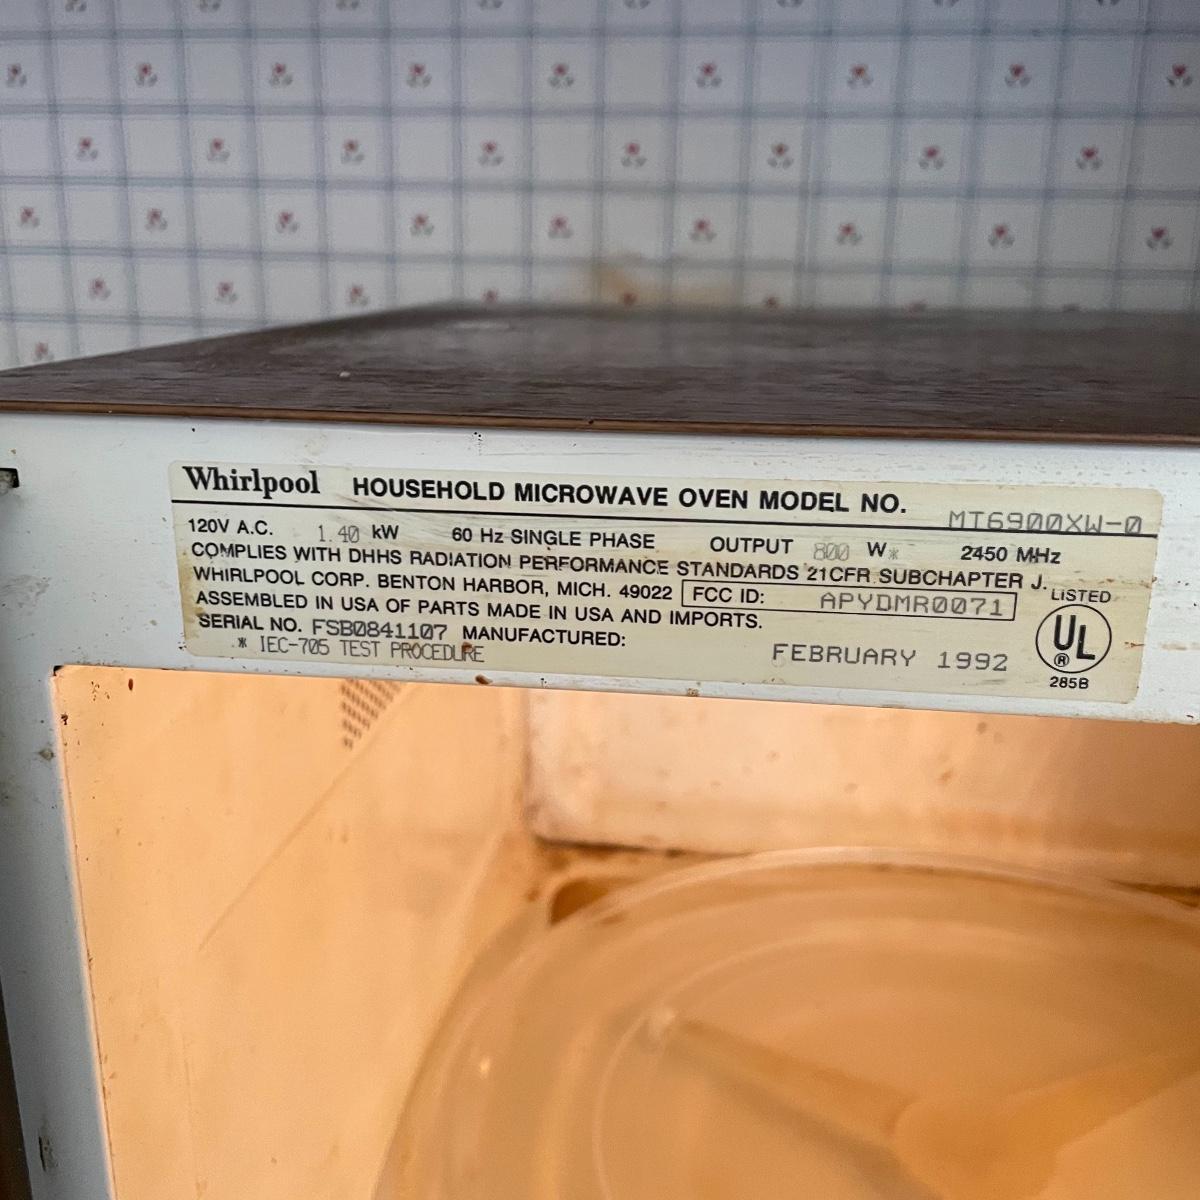 Whirlpool HOUSEHOLD MICROWAVE OVEN MODEL NO. MT6900XW-0
120V A.C. 1.40 kW 60 Hz SINGLE PHASE OUTPUT 800 W* 2450 MHz
COMPLIES WITH DHHS RADIATION PERFORMANCE STANDARDS 21CFR SUBCHAPTER J.
WHIRLPOOL CORP. BENTON HARBOR, MICH. 49022 FCC ID: APYDMR0071
ASSEMBLED IN USA OF PARTS MADE IN USA AND IMPORTS.
SERIAL NO. FSB0841107 MANUFACTURED: FEBRUARY 1992
* IEC-705 TEST PROCEDURE
LISTED
UL
®
285B